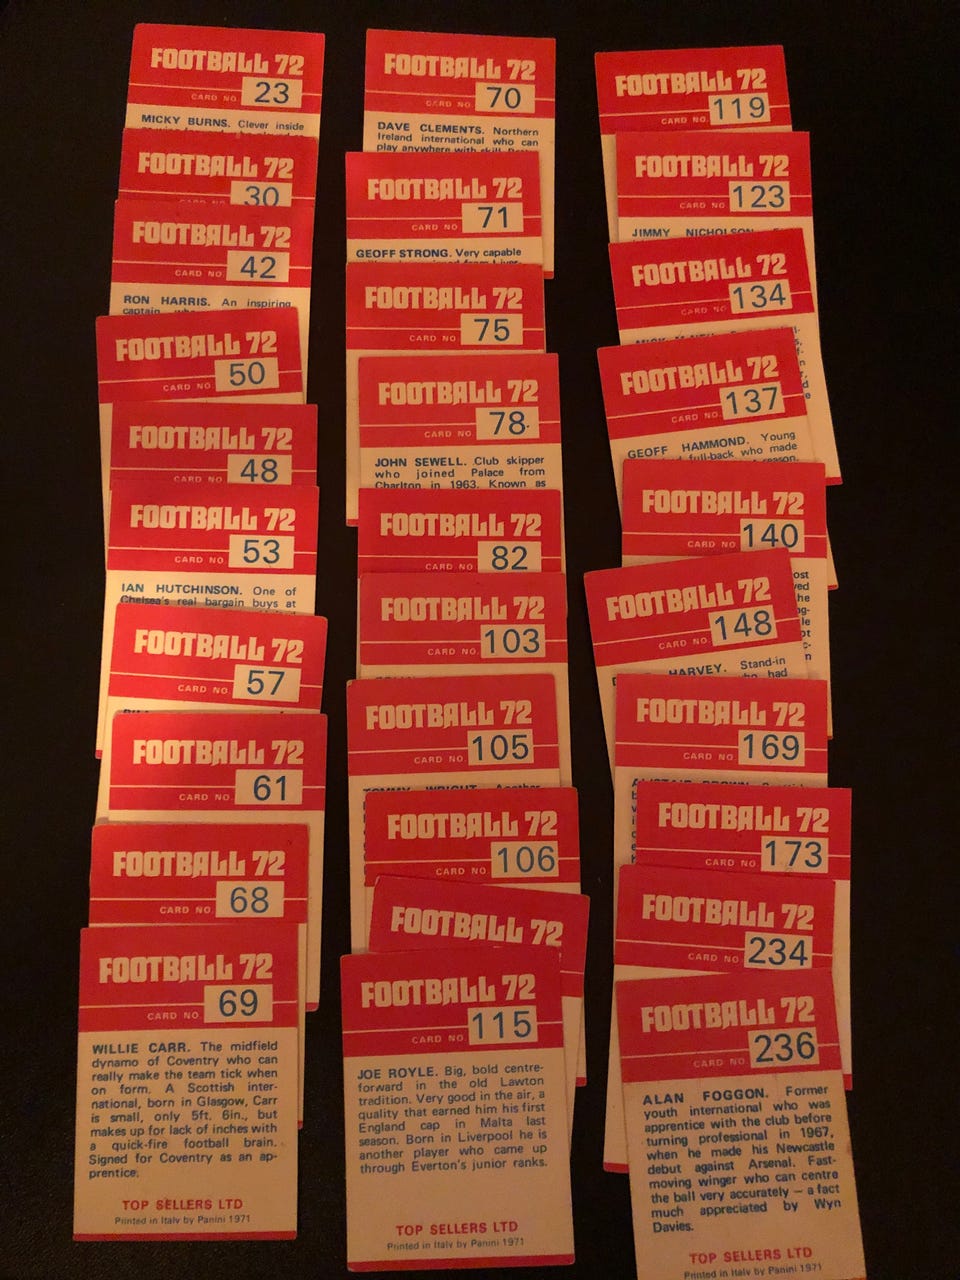 FOOTBALL 72
CARD NO. 23
MICKY BURNS. Clever inside
FOOTBALL 72
CARD NO. 30
FOOTBALL 72
CARD NO 42
RON HARRIS. An inspiring
captain who
FOOTBALL 72
CARD NO. 50
FOOTBALL 72
CARD NO 48
FOOTBALL 72
CARD NO 53
IAN HUTCHINSON. One of
Chelsea's real bargain buys at
FOOTBALL 72
CARD NO. 57
FOOTBALL 72
CARD NO. 61
FOOTBALL 72
CARD NO. 68
FOOTBALL 72
CARD NO. 69
WILLIE CARR. The midfield
dynamo of Coventry who can
really make the team tick when
on form. A Scottish inter-
national, born in Glasgow, Carr
is small, only 5ft. 6in., but
makes up for lack of inches with
a quick-fire football brain.
Signed for Coventry as an ap-
prentice.
TOP SELLERS LTD
Printed in Italy by Panini 1971
FOOTBALL 72
CARD NO. 70
DAVE CLEMENTS. Northern
Ireland international who can
play anywhere with skill.
FOOTBALL 72
CARD NO. 71
GEOFF STRONG. Very capable
FOOTBALL 72
CARD NO. 75
FOOTBALL 72
CARD NO 78
JOHN SEWELL. Club skipper
who joined Palace from
Charlton in 1963. Known as
FOOTBALL 72
CARD NO. 82
FOOTBALL 72
CARD NO. 103
FOOTBALL 72
CARD NO. 105
TOMMY WRIGHT. Another
FOOTBALL 72
CARD NO. 106
FOOTBALL 72
FOOTBALL 72
CARD NO. 115
JOE ROYLE. Big, bold centre-
forward in the old Lawton
tradition. Very good in the air, a
quality that earned him his first
England cap in Malta last
season. Born in Liverpool he is
another player who came up
through Everton's junior ranks.
TOP SELLERS LTD
Printed in Italy by Panini 1971
FOOTBALL 72
CARD NO. 119
FOOTBALL 72
CARD NO. 123
JIMMY NICHOLSON.
FOOTBALL 72
CARD NO. 134
FOOTBALL 72
CARD NO. 137
GEOFF HAMMOND. Young
full-back who made
season.
FOOTBALL 72
CARD NO 140
FOOTBALL 72
CARD NO. 148
HARVEY. Stand-in
who had
FOOTBALL 72
CARD NO. 169
ALISTAIR BROWN.
FOOTBALL 72
CARD NO. 173
FOOTBALL 72
CARD NO 234
FOOTBALL 72
CARD NO. 236
ALAN FOGGON. Former
youth international who was
apprentice with the club before
turning professional in 1967,
when he made his Newcastle
debut against Arsenal. Fast-
moving winger who can centre
the ball very accurately – a fact
much appreciated by Wyn
Davies.
TOP SELLERS LTD
Printed in Italy by Panini 1971